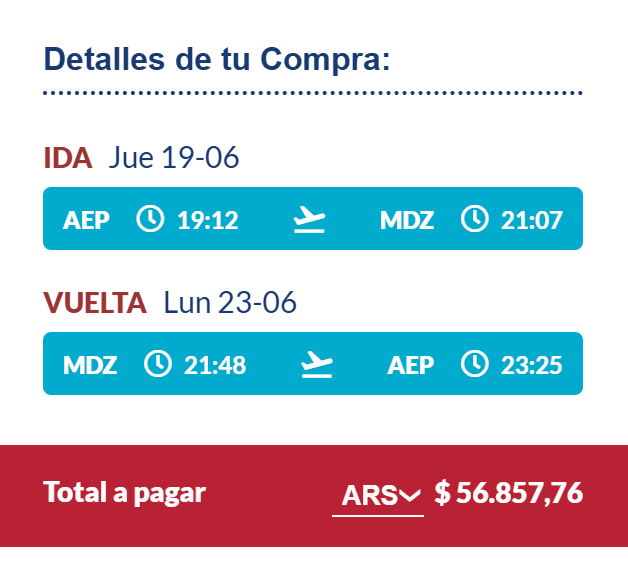 Detalles de tu Compra:
IDA Jue 19-06
AEP 19:12 MDZ 21:07
VUELTA Lun 23-06
MDZ 21:48 AEP 23:25
Total a pagar ARS $ 56.857,76